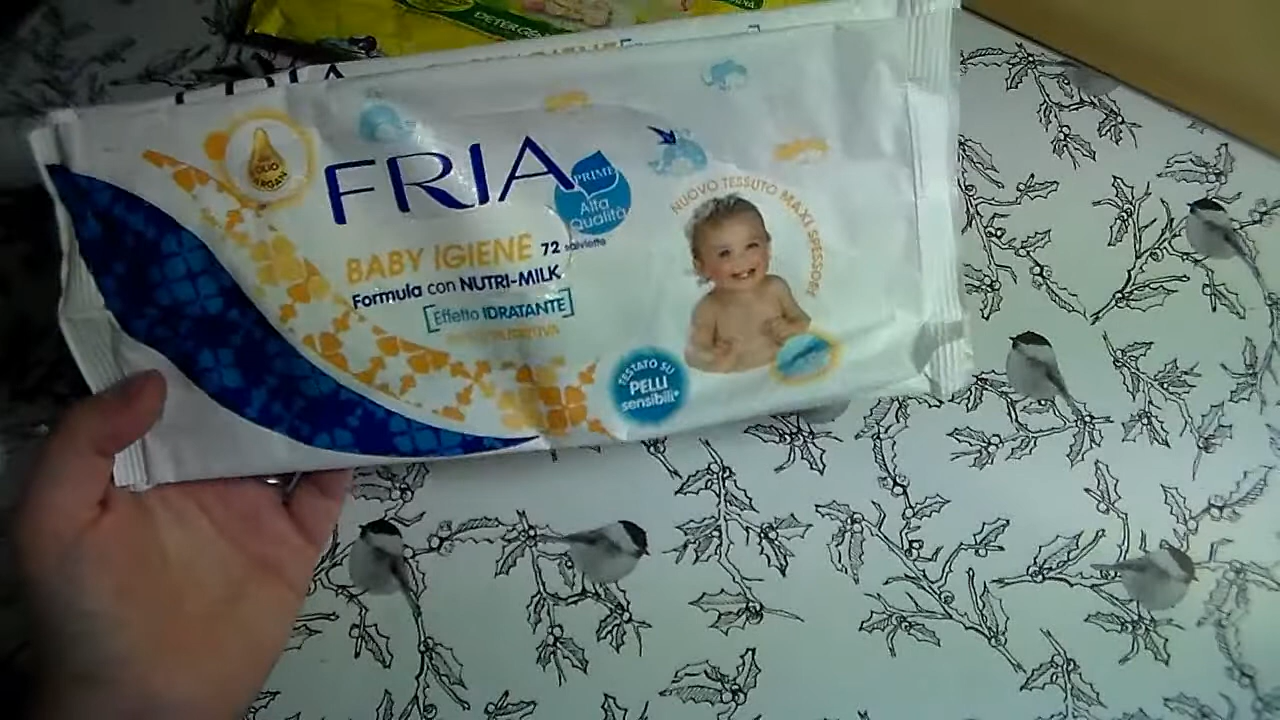 DETERGE
OLIO
ARGAN
FRIA
PRIME
Alta
Qualità
BABY IGIENE 72 salviette
Formula con NUTRI-MILK
Effetto IDRATANTE
NUOVO TESSUTO MAXI SPESSORE
TESTATO SU
PELLI
sensibili*